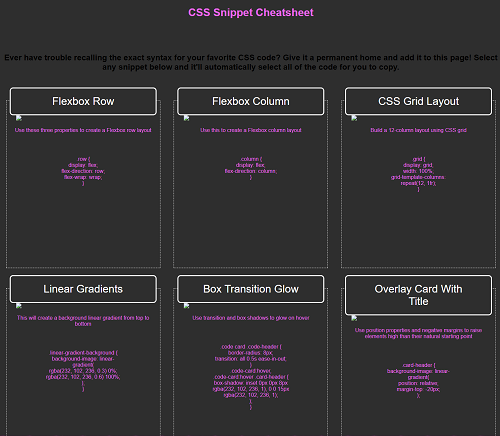 CSS Snippet Cheatsheet
Ever have trouble recalling the exact syntax for your favorite CSS code? Give it a permanent home and add it to this page! Select
any snippet below and it'll automatically select all of the code for you to copy.
Flexbox Row
Use these three properties to create a Flexbox row layout
.row {
display: flex;
flex-direction: row;
flex-wrap: wrap;
}
Flexbox Column
Use this to create a Flexbox column layout
.column {
display: flex;
flex-direction: column;
}
CSS Grid Layout
Build a 12-column layout using CSS grid
.grid {
display: grid;
width: 100%;
grid-template-columns:
repeat(12, 1fr);
}
Linear Gradients
This will create a background linear gradient from top to
bottom
.linear-gradient-background {
background-image: linear-
gradient(
rgba(232, 102, 236, 0.3) 0%,
rgba(232, 102, 236, 0.6) 100%,
)
}
Box Transition Glow
Use transition and box shadows to glow on hover
.code-card .code-header {
border-radius: 8px;
transition: all 0.5s ease-in-out;
}
.code-card:hover,
.code-card:hover .card-header {
box-shadow: inset 0px 0px 8px
rgba(232, 102, 236, 1), 0 0 15px
rgba(232, 102, 236, 1);
}
}
Overlay Card With
Title
Use position properties and negative margins to raise
elements high than their natural starting point
.card-header {
background-image: linear-
gradient(
position: relative;
margin-top: -20px;
);